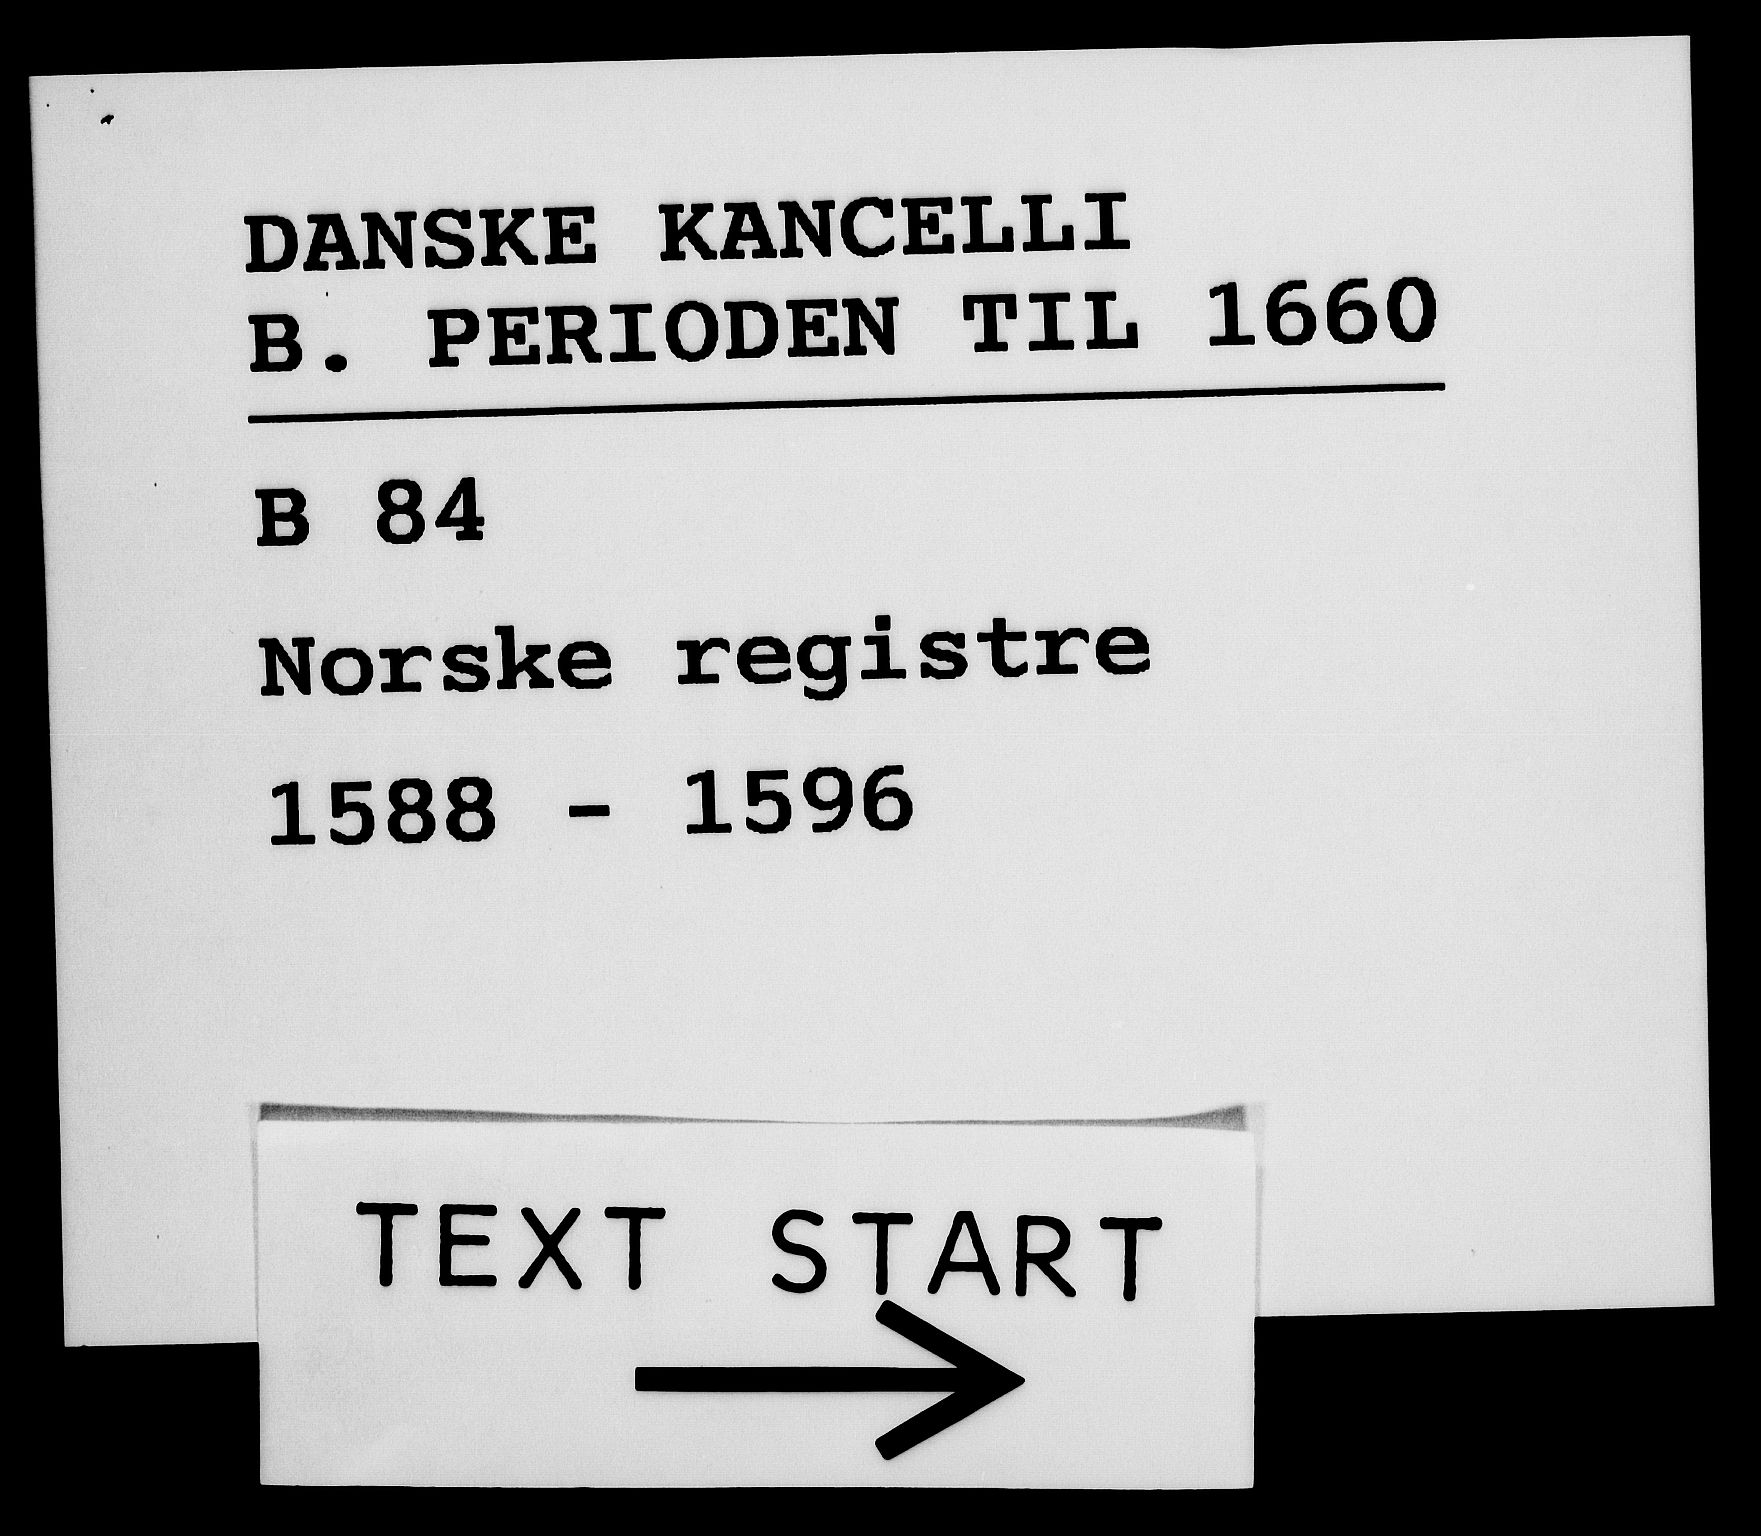 DANSKE KANCELLI
B. PERIODEN TIL 1660
B 84
Norske registre
1588 - 1596
TEXT START